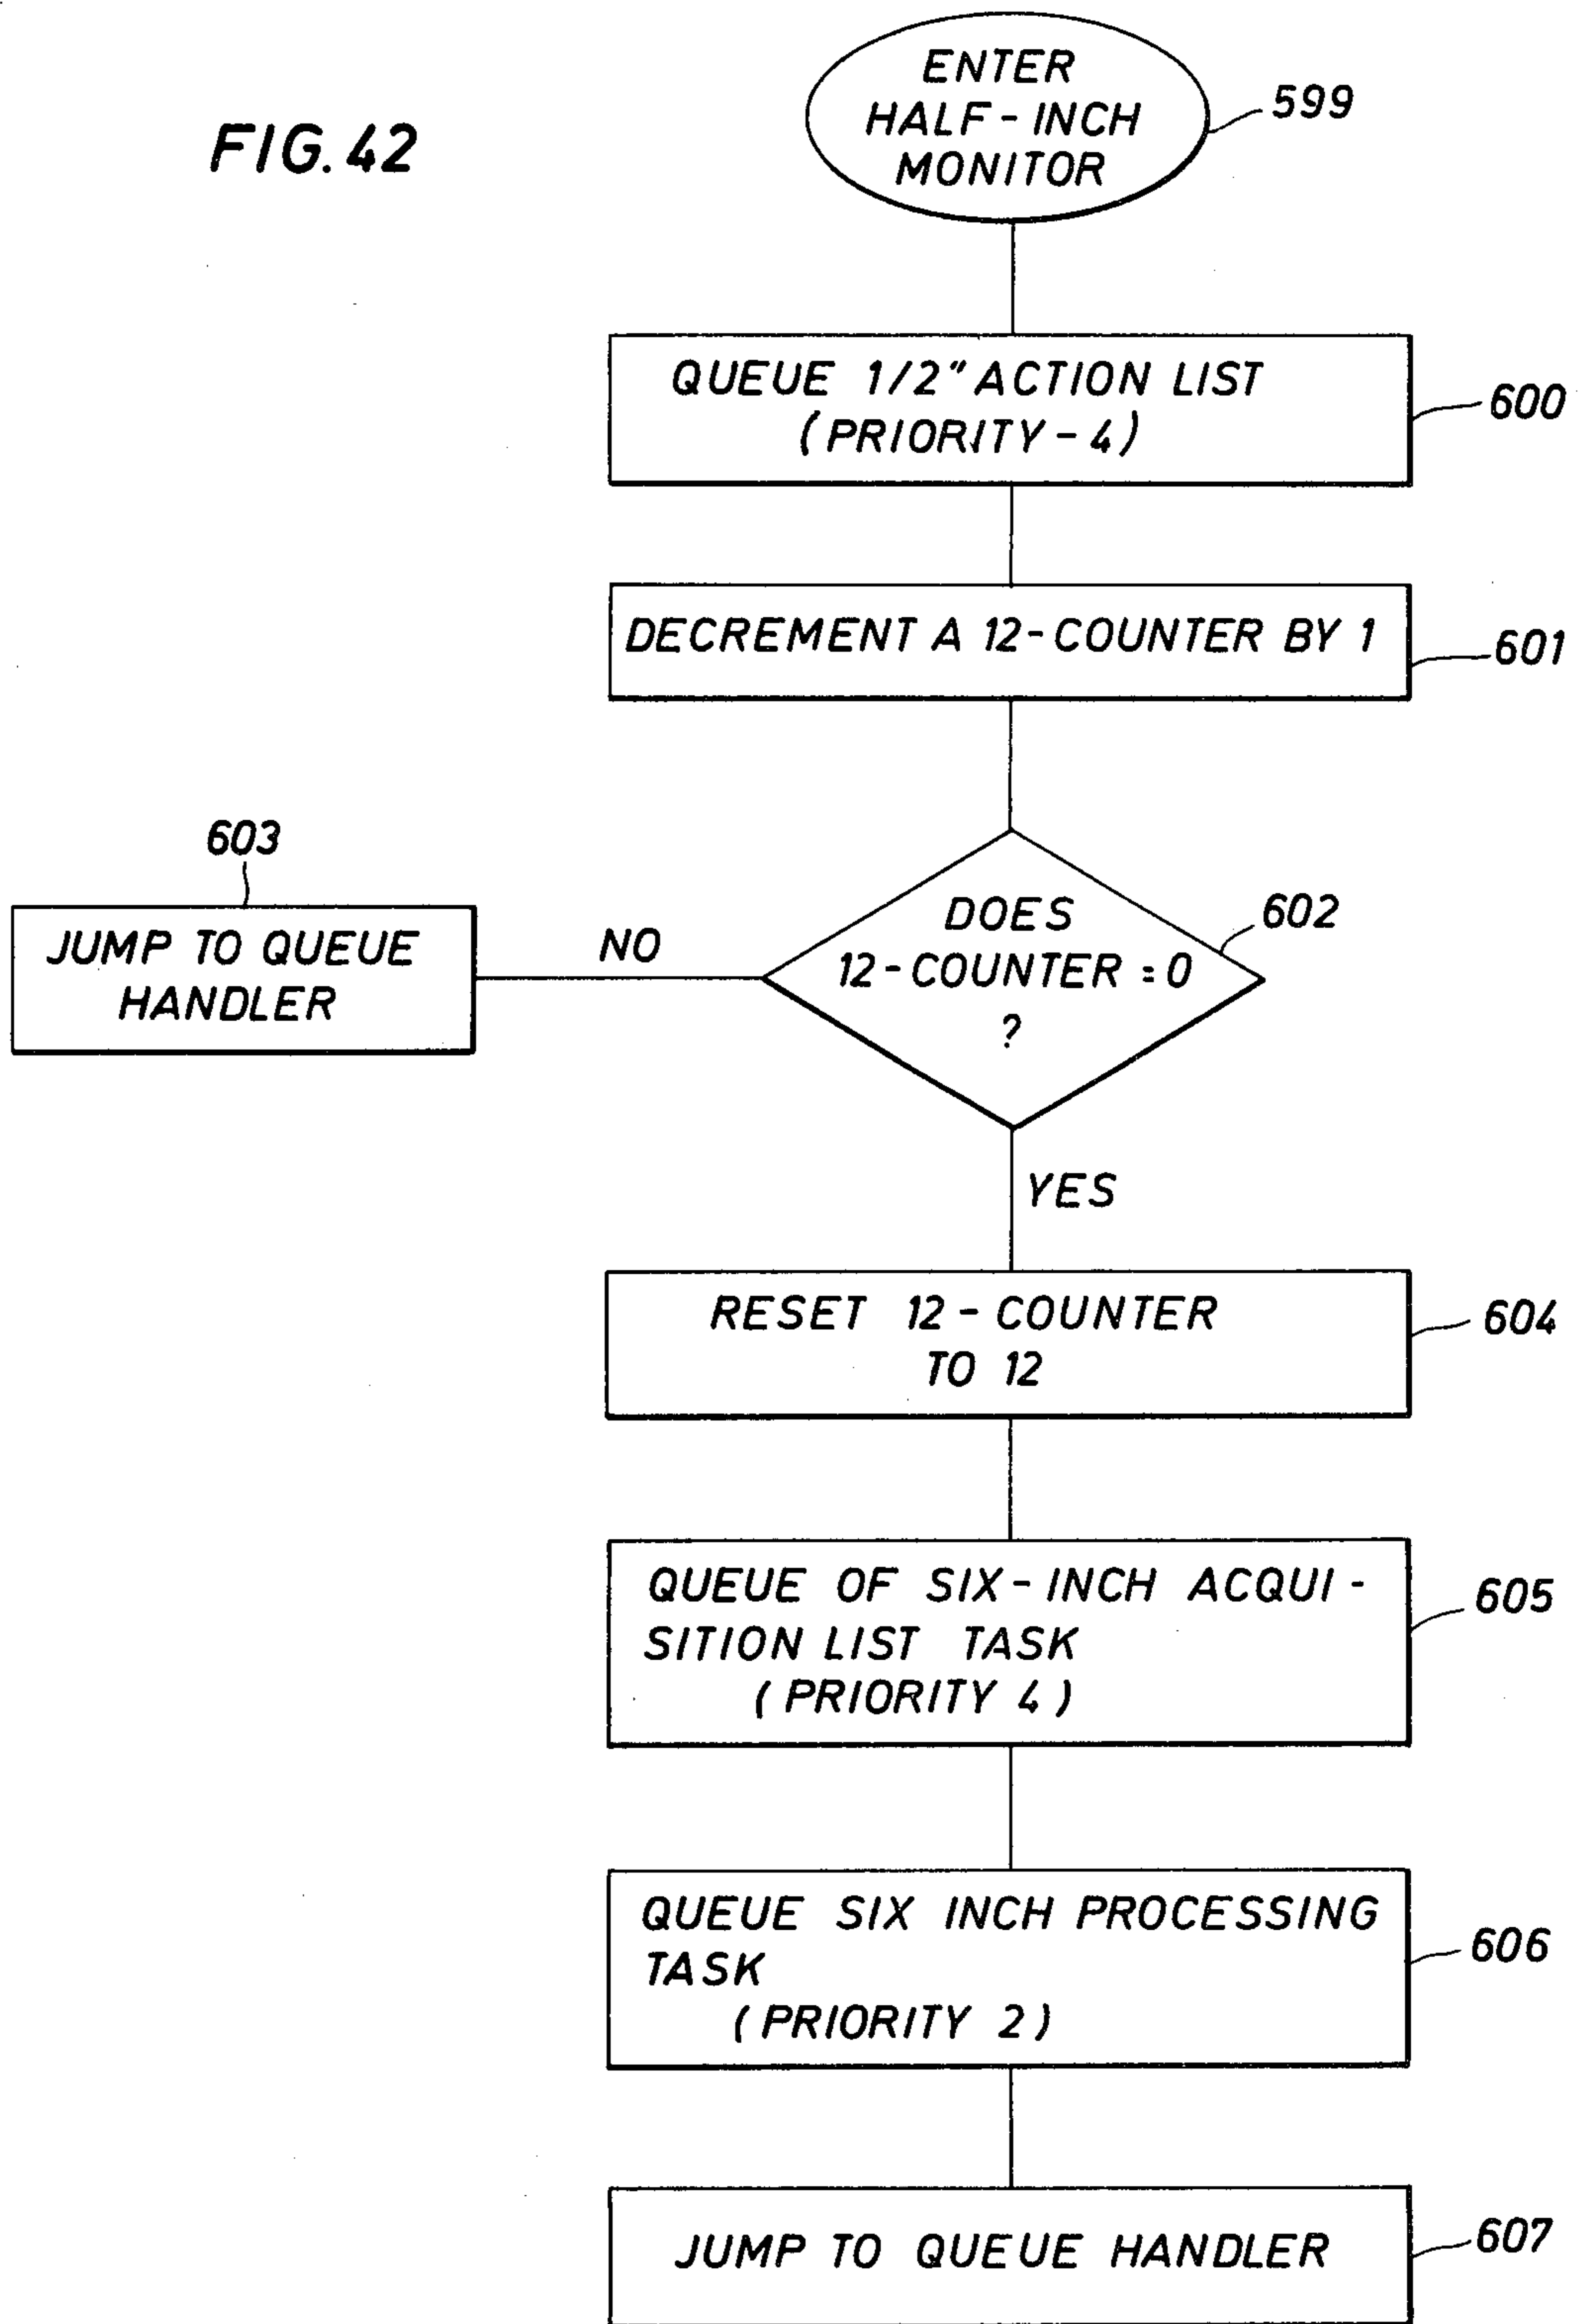 FIG. 42
ENTER
HALF-INCH
MONITOR
599
QUEUE 1/2" ACTION LIST
(PRIORITY-4)
600
DECREMENT A 12-COUNTER BY 1
601
603
JUMP TO QUEUE
HANDLER
NO
DOES
12-COUNTER = 0
?
602
YES
RESET 12-COUNTER
TO 12
604
QUEUE OF SIX-INCH ACQUI-
SITION LIST TASK
(PRIORITY 4)
605
QUEUE SIX INCH PROCESSING
TASK
(PRIORITY 2)
606
JUMP TO QUEUE HANDLER
607